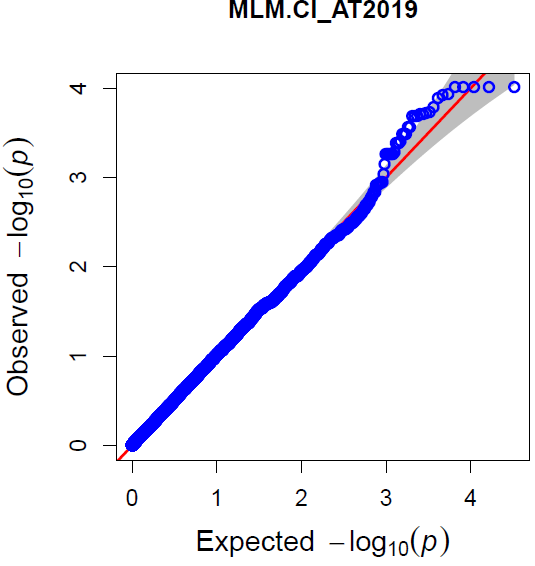 MLM.CI_AT2019
Observed −log10(p)
4
3
2
1
0
0 1 2 3 4
Expected −log10(p)